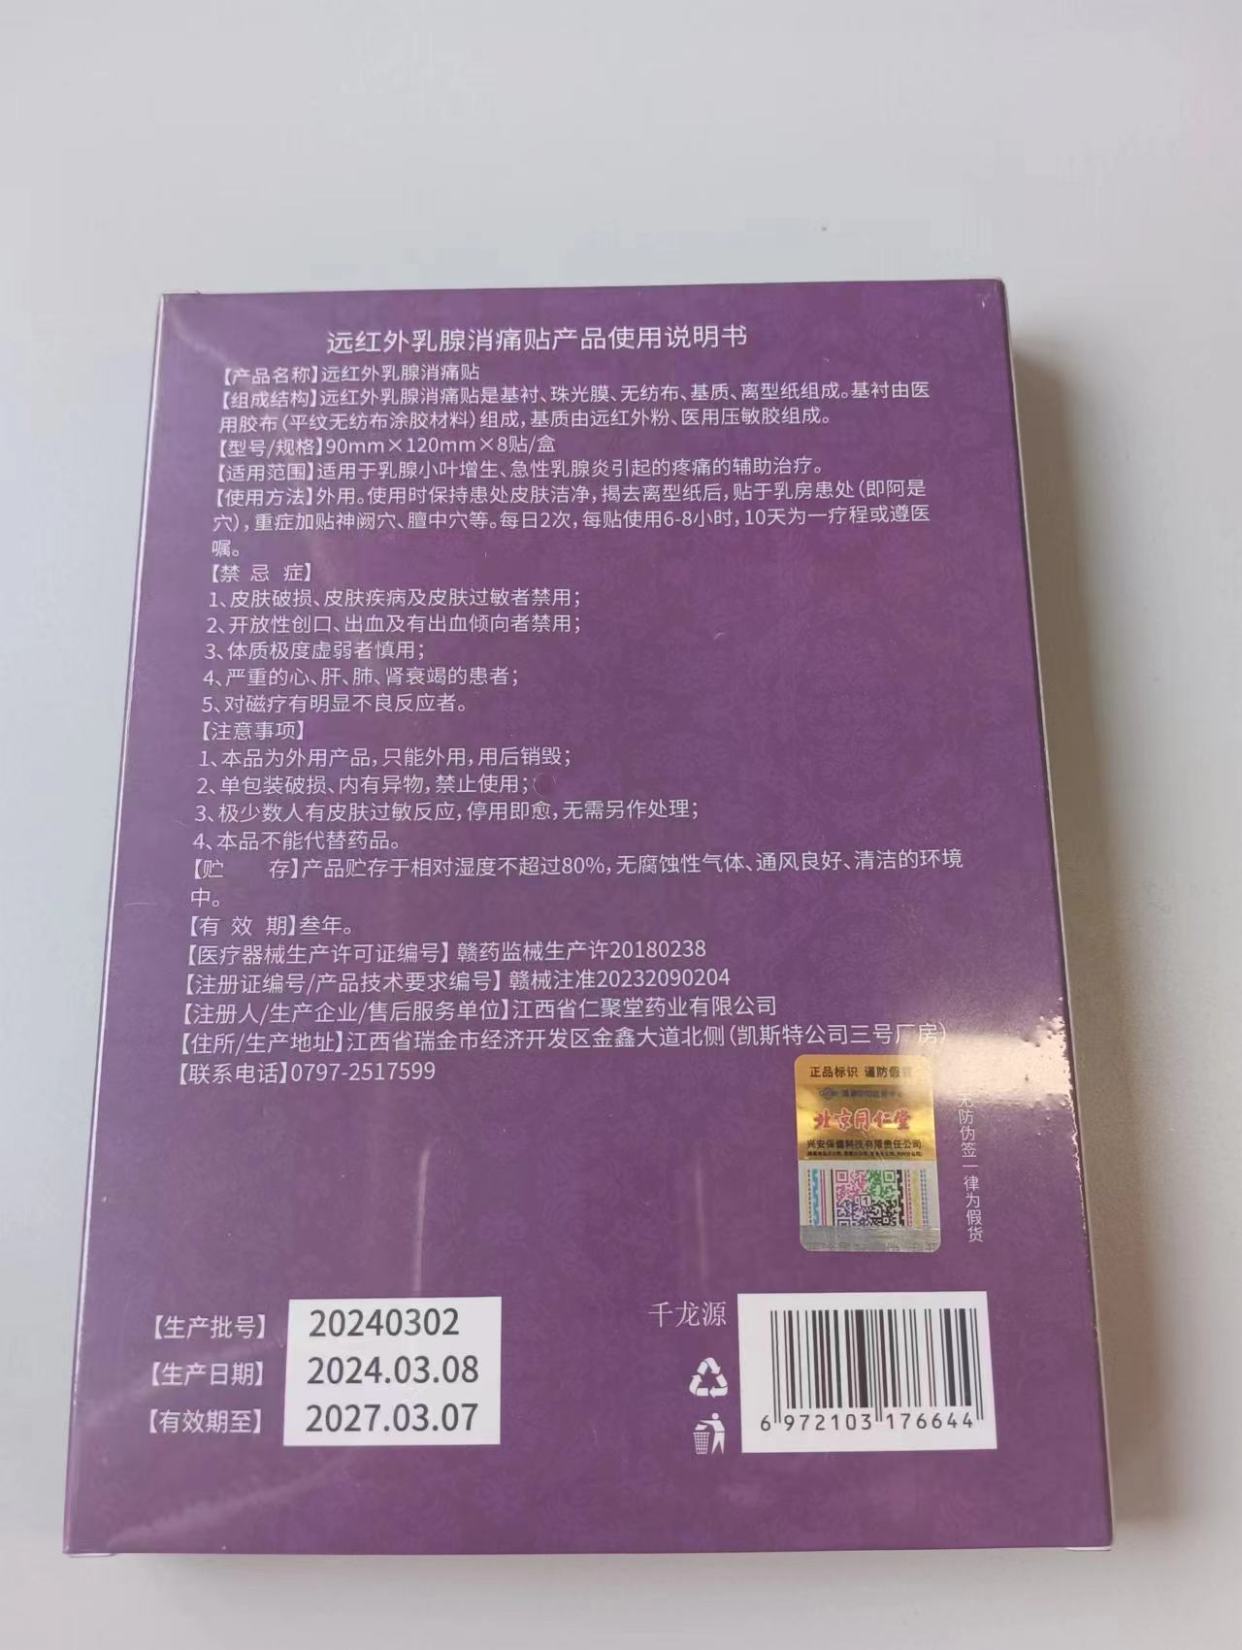 远红外乳腺消痛贴产品使用说明书
【产品名称】远红外乳腺消痛贴
【组成结构】远红外乳腺消痛贴是基衬、珠光膜、无纺布、基质、离型纸组成。基衬由医
用胶布(平纹无纺布涂胶材料)组成,基质由远红外粉、医用压敏胶组成。
【型号/规格】90mm×120mm×8贴/盒
【适用范围】适用于乳腺小叶增生、急性乳腺炎引起的疼痛的辅助治疗。
【使用方法】外用。使用时保持患处皮肤洁净,揭去离型纸后,贴于乳房患处(即阿是
穴),重症加贴神阙穴、膻中穴等。每日2次,每贴使用6-8小时,10天为一疗程或遵医
嘱。
【禁 忌 症】
1、皮肤破损、皮肤疾病及皮肤过敏者禁用;
2、开放性创口、出血及有出血倾向者禁用;
3、体质极度虚弱者慎用;
4、严重的心、肝、肺、肾衰竭的患者;
5、对磁疗有明显不良反应者。
【注意事项】
1、本品为外用产品,只能外用,用后销毁;
2、单包装破损、内有异物,禁止使用;
3、极少数人有皮肤过敏反应,停用即愈,无需另作处理;
4、本品不能代替药品。
【贮 存】产品贮存于相对湿度不超过80%,无腐蚀性气体、通风良好、清洁的环境
中。
【有 效 期】叁年。
【医疗器械生产许可证编号】赣药监械生产许20180238
【注册证编号/产品技术要求编号】赣械注准20232090204
【注册人/生产企业/售后服务单位】江西省仁聚堂药业有限公司
【住所/生产地址】江西省瑞金市经济开发区金鑫大道北侧(凯斯特公司三号厂房)
【联系电话】0797-2517599
正品标识 谨防假冒
北京同仁堂
兴安保健科技有限责任公司
无防伪签一律为假货
【生产批号】 20240302
【生产日期】 2024.03.08
【有效期至】 2027.03.07
千龙源
6 972103 176644